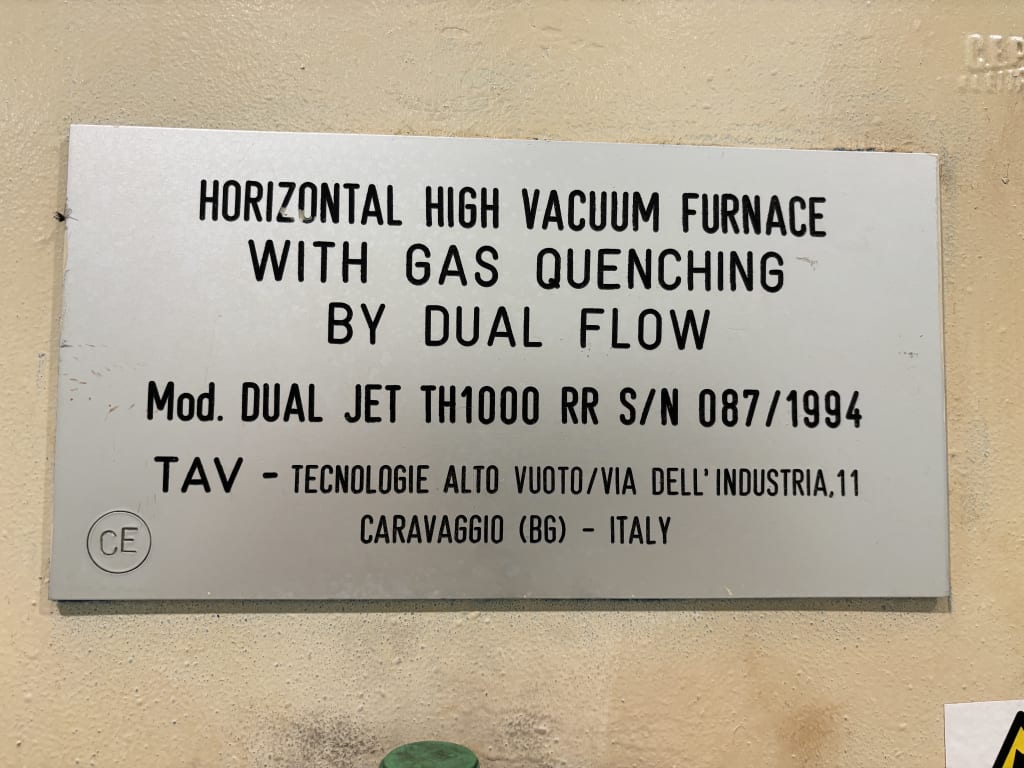 HORIZONTAL HIGH VACUUM FURNACE
WITH GAS QUENCHING
BY DUAL FLOW
Mod. DUAL JET TH1000 RR S/N 087/1994
TAV - TECNOLOGIE ALTO VUOTO/VIA DELL'INDUSTRIA,11
CARAVAGGIO (BG) - ITALY
CE